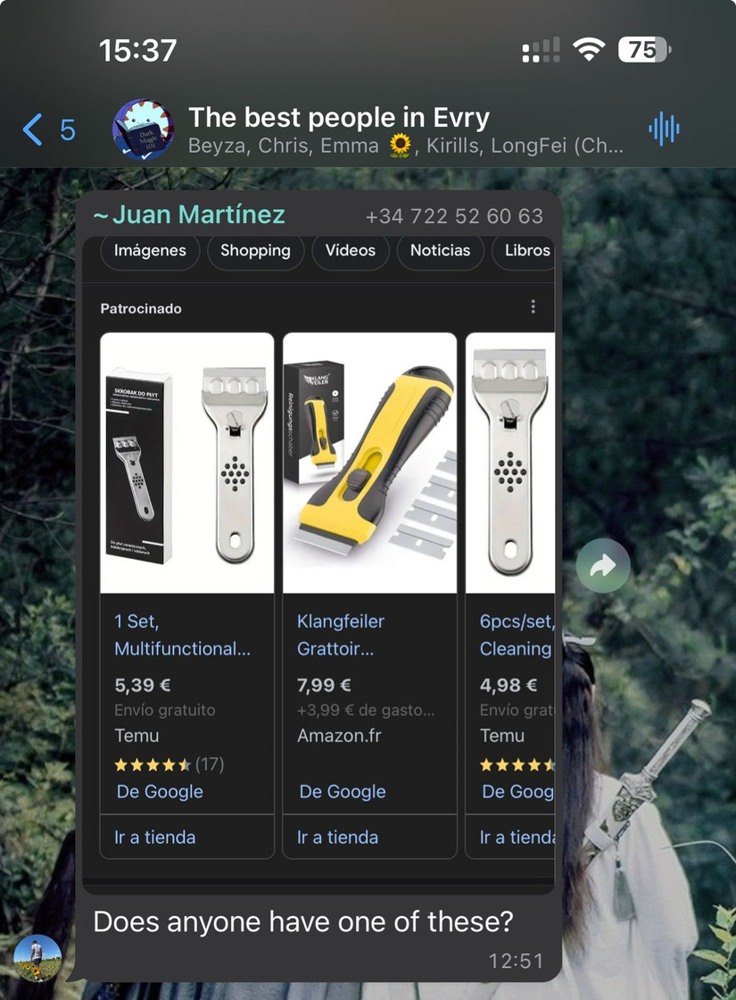 15:37
75
5
The best people in Evry
Beyza, Chris, Emma 🌻, Kirills, LongFei (Ch...
~Juan Martínez
+34 722 52 60 63
Imágenes
Shopping
Vídeos
Noticias
Libros
Patrocinado
SKROBAK DO PŁYT
KLANG
FEILER
Reinigungsschaber
1 Set,
Multifunctional...
5,39 €
Envío gratuito
Temu
(17)
De Google
Ir a tienda
Klangfeiler
Grattoir...
7,99 €
+3,99 € de gasto...
Amazon.fr
De Google
Ir a tienda
6pcs/set,
Cleaning
4,98 €
Envío grat
Temu
De Goog
Ir a tienda
Does anyone have one of these?
12:51